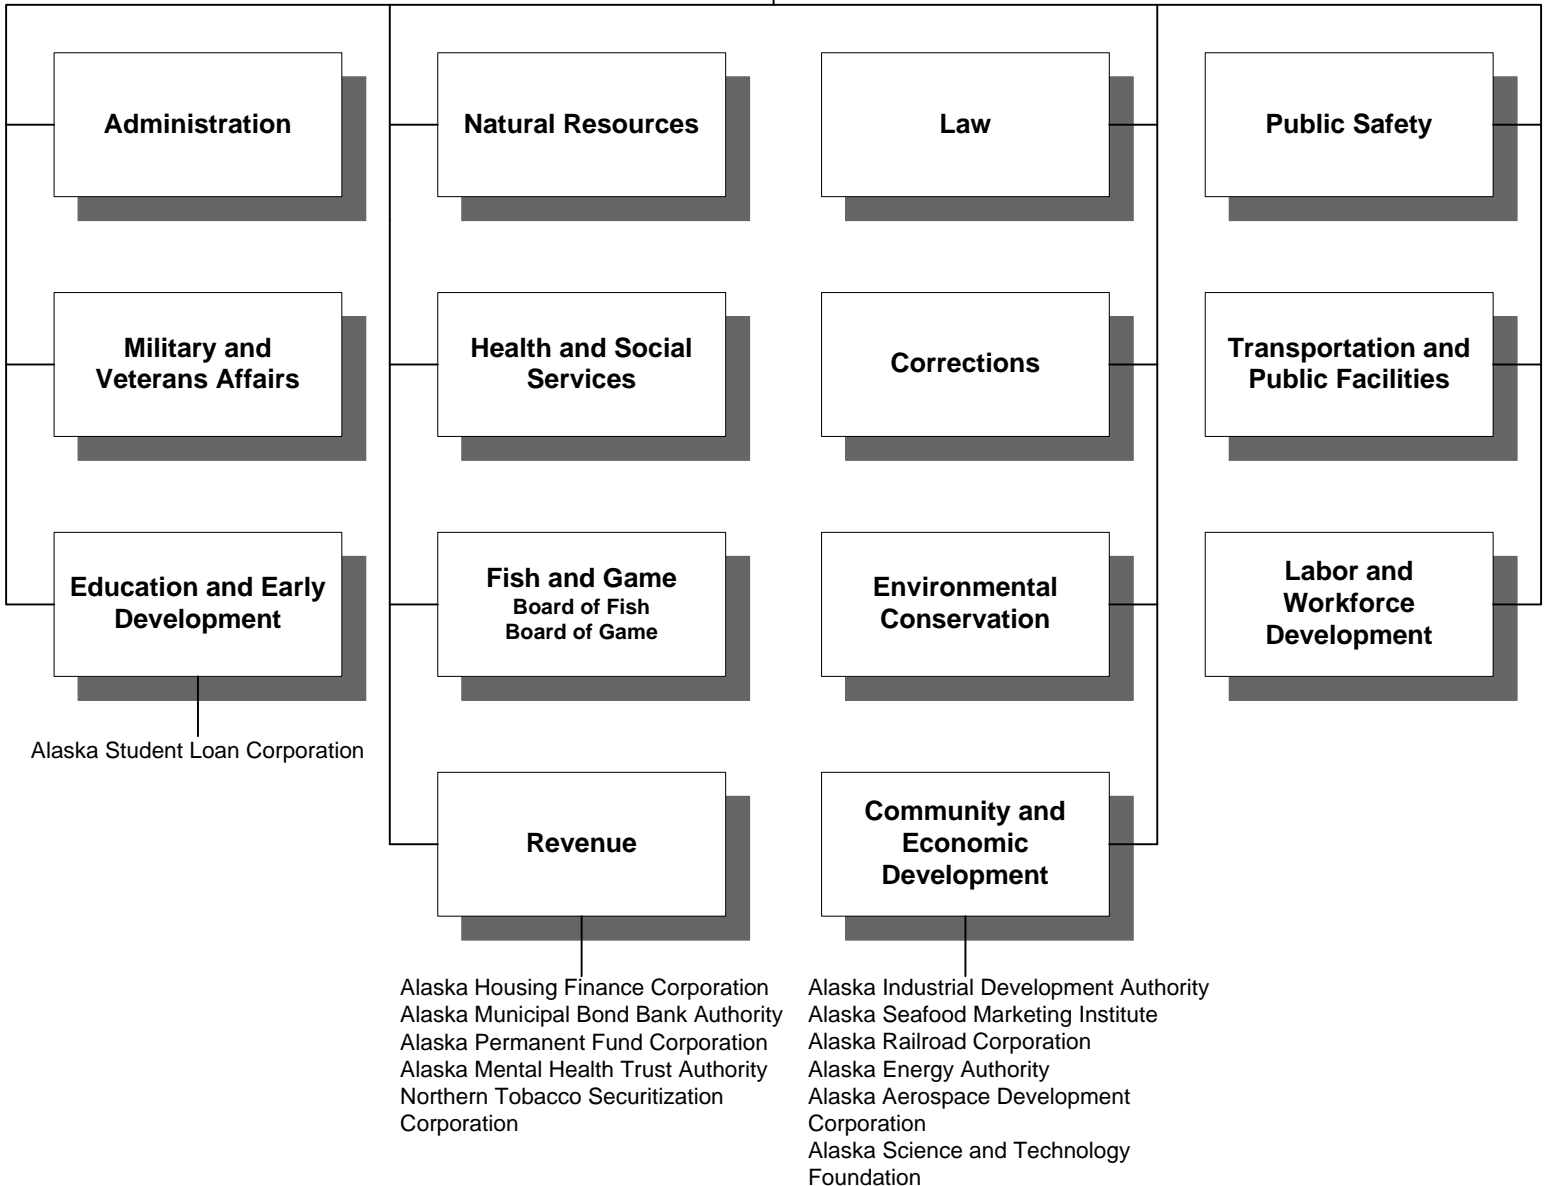 Administration
Natural Resources
Law
Public Safety
Military and
Veterans Affairs
Health and Social
Services
Corrections
Transportation and
Public Facilities
Education and Early
Development
Fish and Game
Board of Fish
Board of Game
Environmental
Conservation
Labor and
Workforce
Development
Alaska Student Loan Corporation
Revenue
Community and
Economic
Development
Alaska Housing Finance Corporation
Alaska Municipal Bond Bank Authority
Alaska Permanent Fund Corporation
Alaska Mental Health Trust Authority
Northern Tobacco Securitization
Corporation
Alaska Industrial Development Authority
Alaska Seafood Marketing Institute
Alaska Railroad Corporation
Alaska Energy Authority
Alaska Aerospace Development
Corporation
Alaska Science and Technology
Foundation